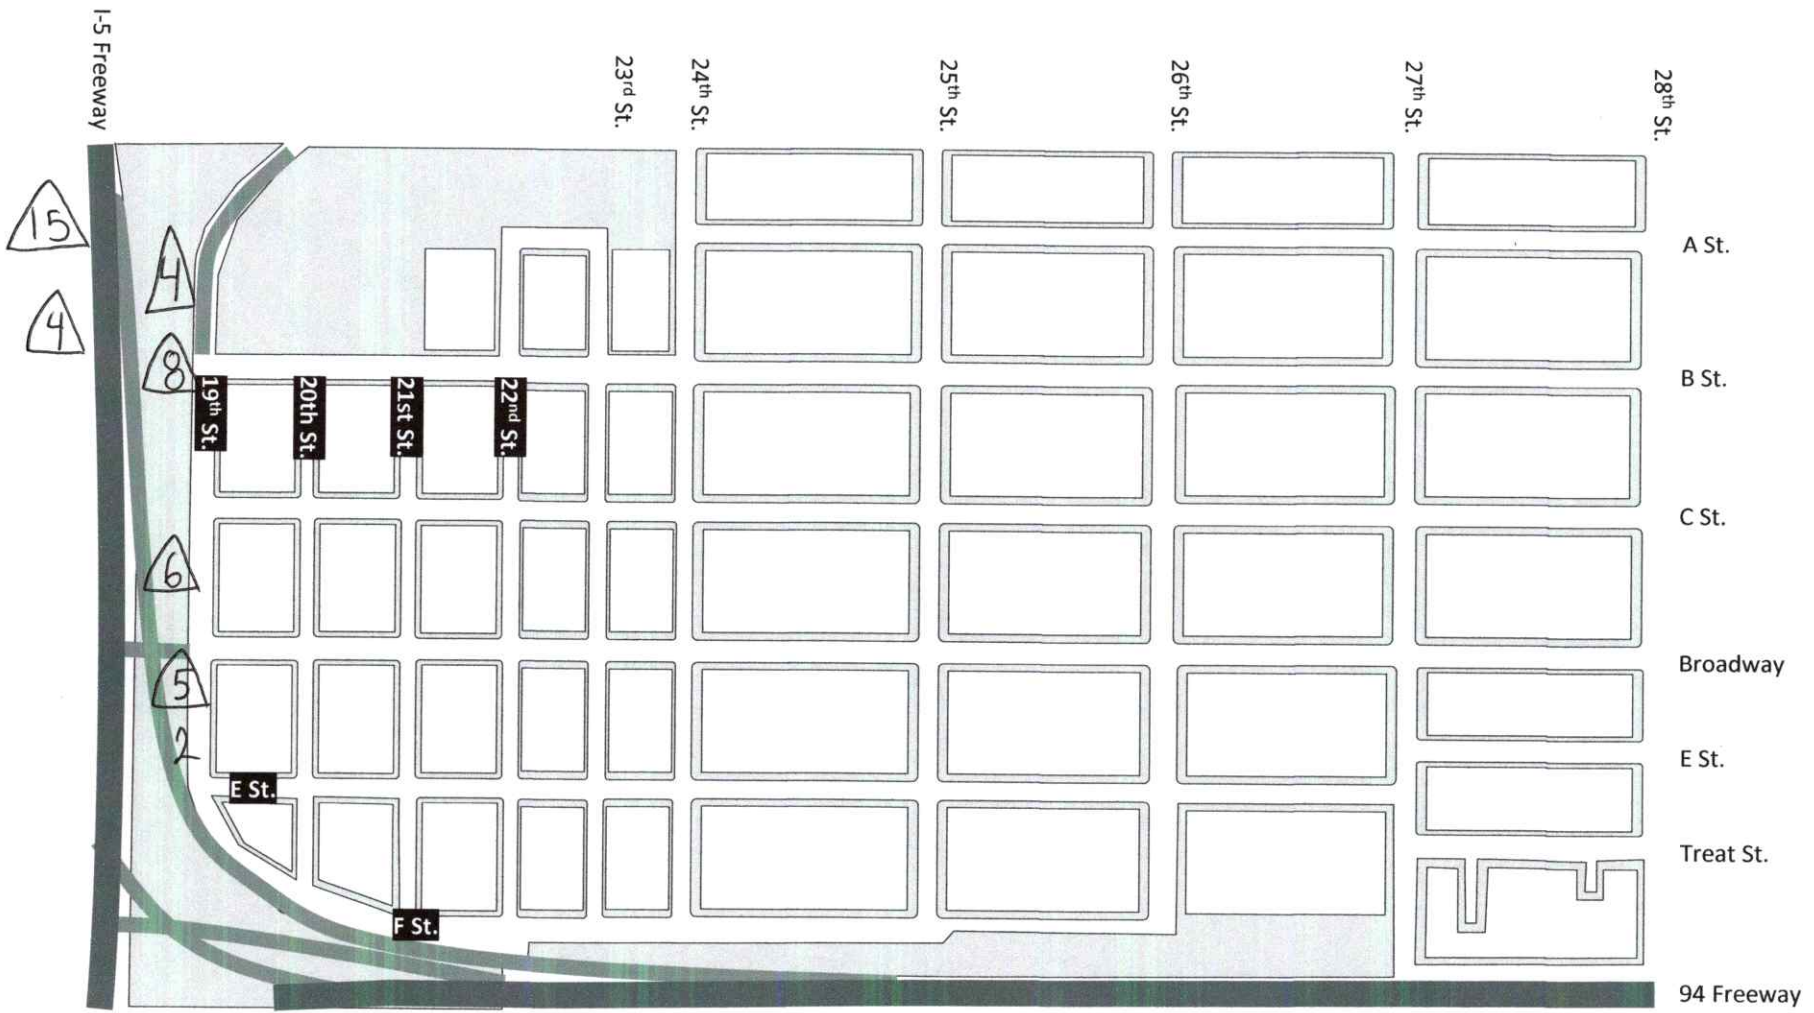 I-5 Freeway
23rd St.
24th St.
25th St.
26th St.
27th St.
28th St.
15
4
A St.
4
8
B St.
19th St.
20th St.
21st St.
22nd St.
C St.
6
Broadway
5
2
E St.
E St.
Treat St.
F St.
94 Freeway